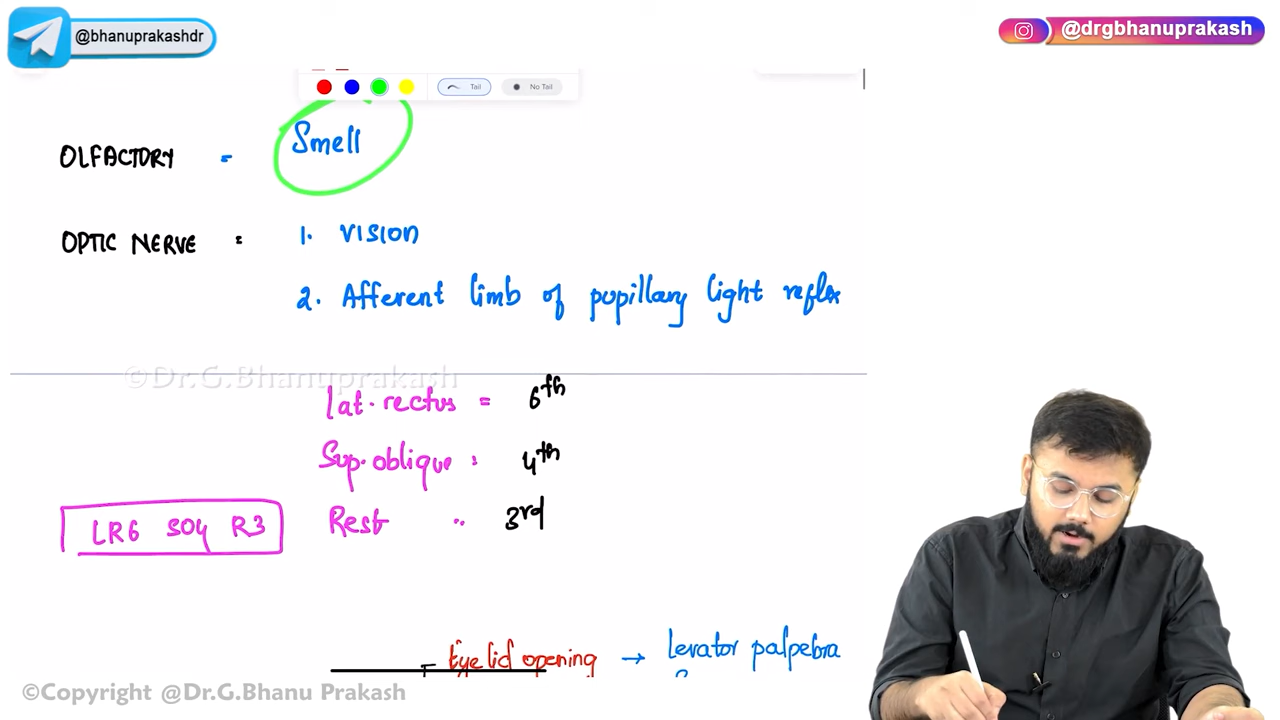 @bhanuprakashdr
@drgbhanuprakash
Tail
No Tail
OLFACTORY = Smell
OPTIC NERVE = 1. VISION
2. Afferent limb of pupillary light reflex
©Dr.G.Bhanuprakash
Lat. rectus = 6th
Sup. oblique = 4th
LR6 SO4 R3
Rest = 3rd
Eyelid opening → levator palpebra
©Copyright @Dr.G.Bhanu Prakash